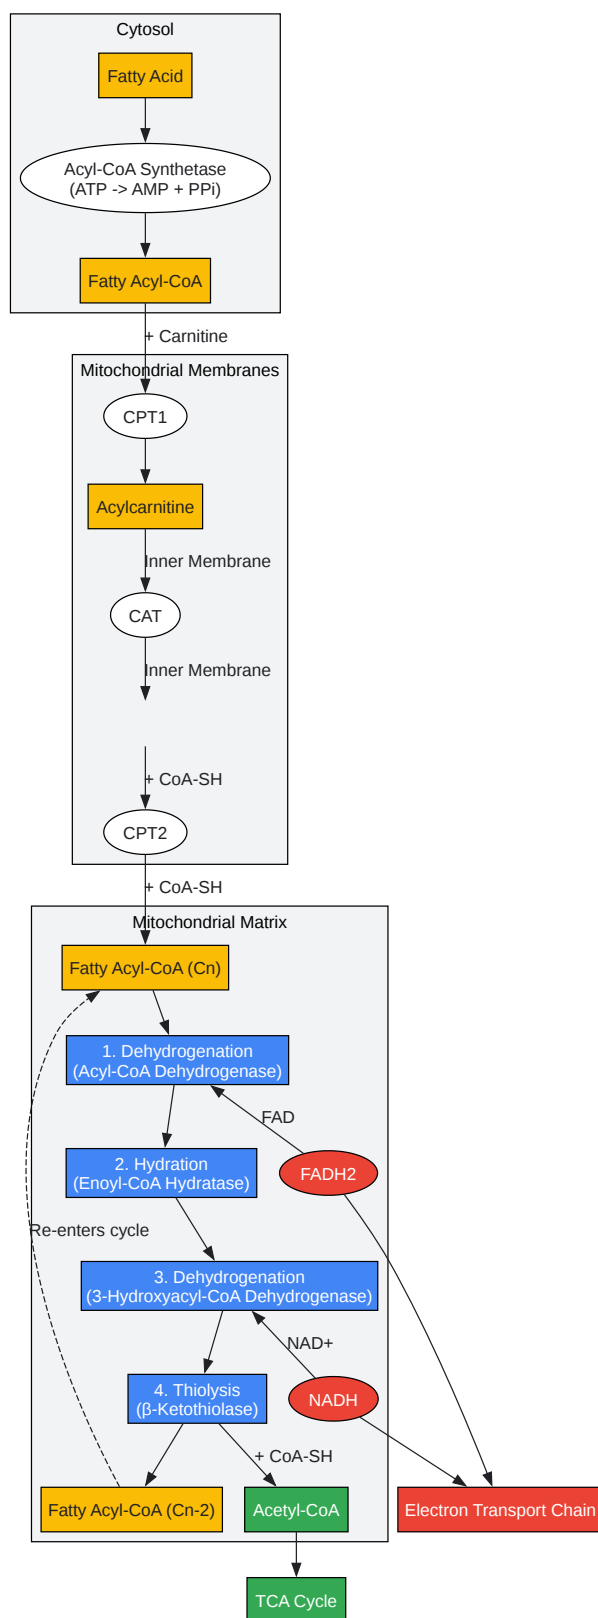 Cytosol
Fatty Acid
Acyl-CoA Synthetase
(ATP -> AMP + PPi)
Fatty Acyl-CoA
+ Carnitine
Mitochondrial Membranes
CPT1
Acylcarnitine
Inner Membrane
CAT
Inner Membrane
+ CoA-SH
CPT2
+ CoA-SH
Mitochondrial Matrix
Fatty Acyl-CoA (Cn)
1. Dehydrogenation
(Acyl-CoA Dehydrogenase)
FAD
2. Hydration
(Enoyl-CoA Hydratase)
FADH2
Re-enters cycle
3. Dehydrogenation
(3-Hydroxyacyl-CoA Dehydrogenase)
NAD+
4. Thiolysis
(β-Ketothiolase)
NADH
+ CoA-SH
Fatty Acyl-CoA (Cn-2)
Acetyl-CoA
Electron Transport Chain
TCA Cycle